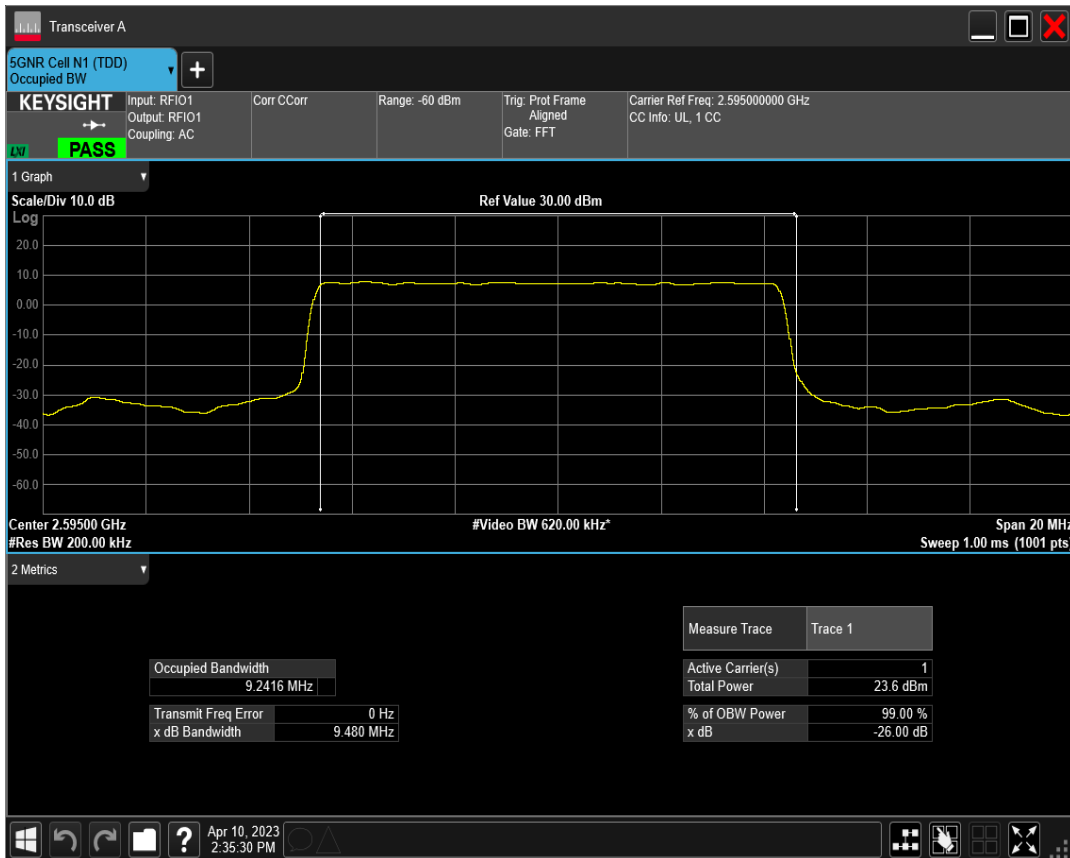 Transceiver A
5GNR Cell N1 (TDD)
Occupied BW
+
KEYSIGHT
LXI
PASS
Input: RFIO1
Output: RFIO1
Coupling: AC
Corr CCorr
Range: -60 dBm
Trig: Prot Frame
Aligned
Gate: FFT
Carrier Ref Freq: 2.595000000 GHz
CC Info: UL, 1 CC
1 Graph
Scale/Div 10.0 dB
Ref Value 30.00 dBm
Log
20.0
10.0
0.00
-10.0
-20.0
-30.0
-40.0
-50.0
-60.0
Center 2.59500 GHz
#Video BW 620.00 kHz*
Span 20 MHz
#Res BW 200.00 kHz
Sweep 1.00 ms (1001 pts)
2 Metrics
Measure Trace Trace 1
Occupied Bandwidth
9.2416 MHz
Active Carrier(s) 1
Total Power 23.6 dBm
Transmit Freq Error 0 Hz
x dB Bandwidth 9.480 MHz
% of OBW Power 99.00 %
x dB -26.00 dB
?
Apr 10, 2023
2:35:30 PM